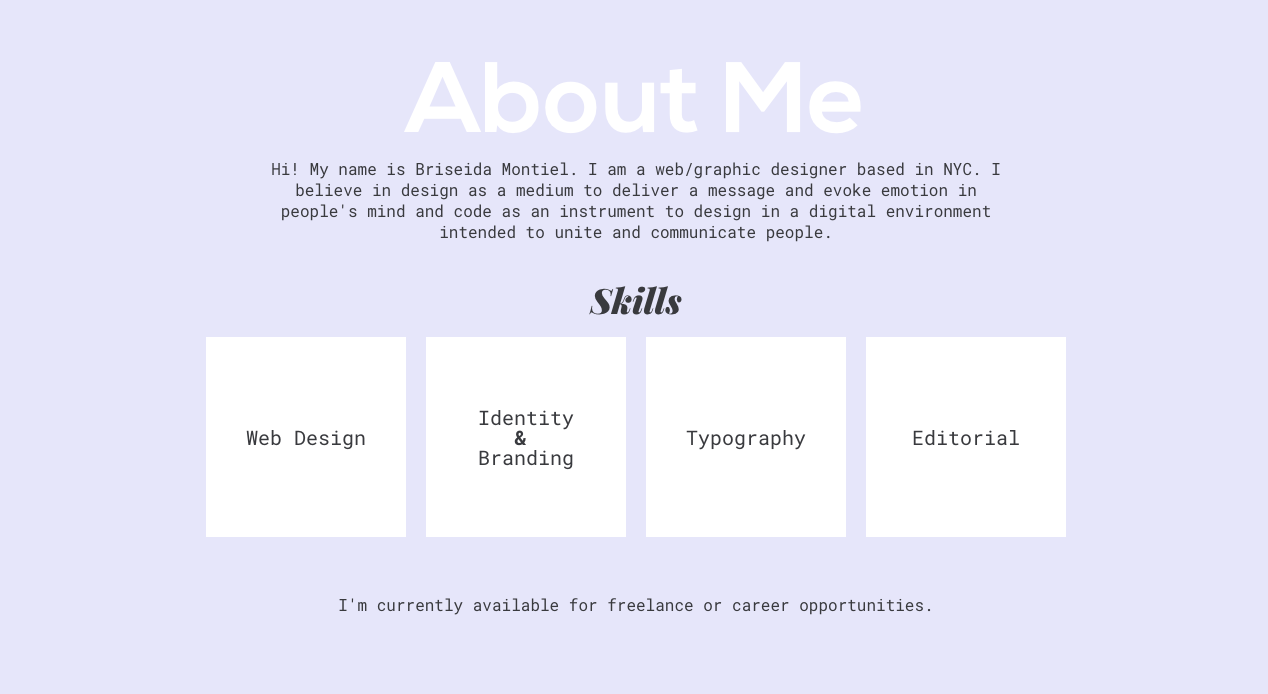 About Me
Hi! My name is Briseida Montiel. I am a web/graphic designer based in NYC. I
believe in design as a medium to deliver a message and evoke emotion in
people's mind and code as an instrument to design in a digital environment
intended to unite and communicate people.
Skills
Web Design
Identity
&
Branding
Typography
Editorial
I'm currently available for freelance or career opportunities.